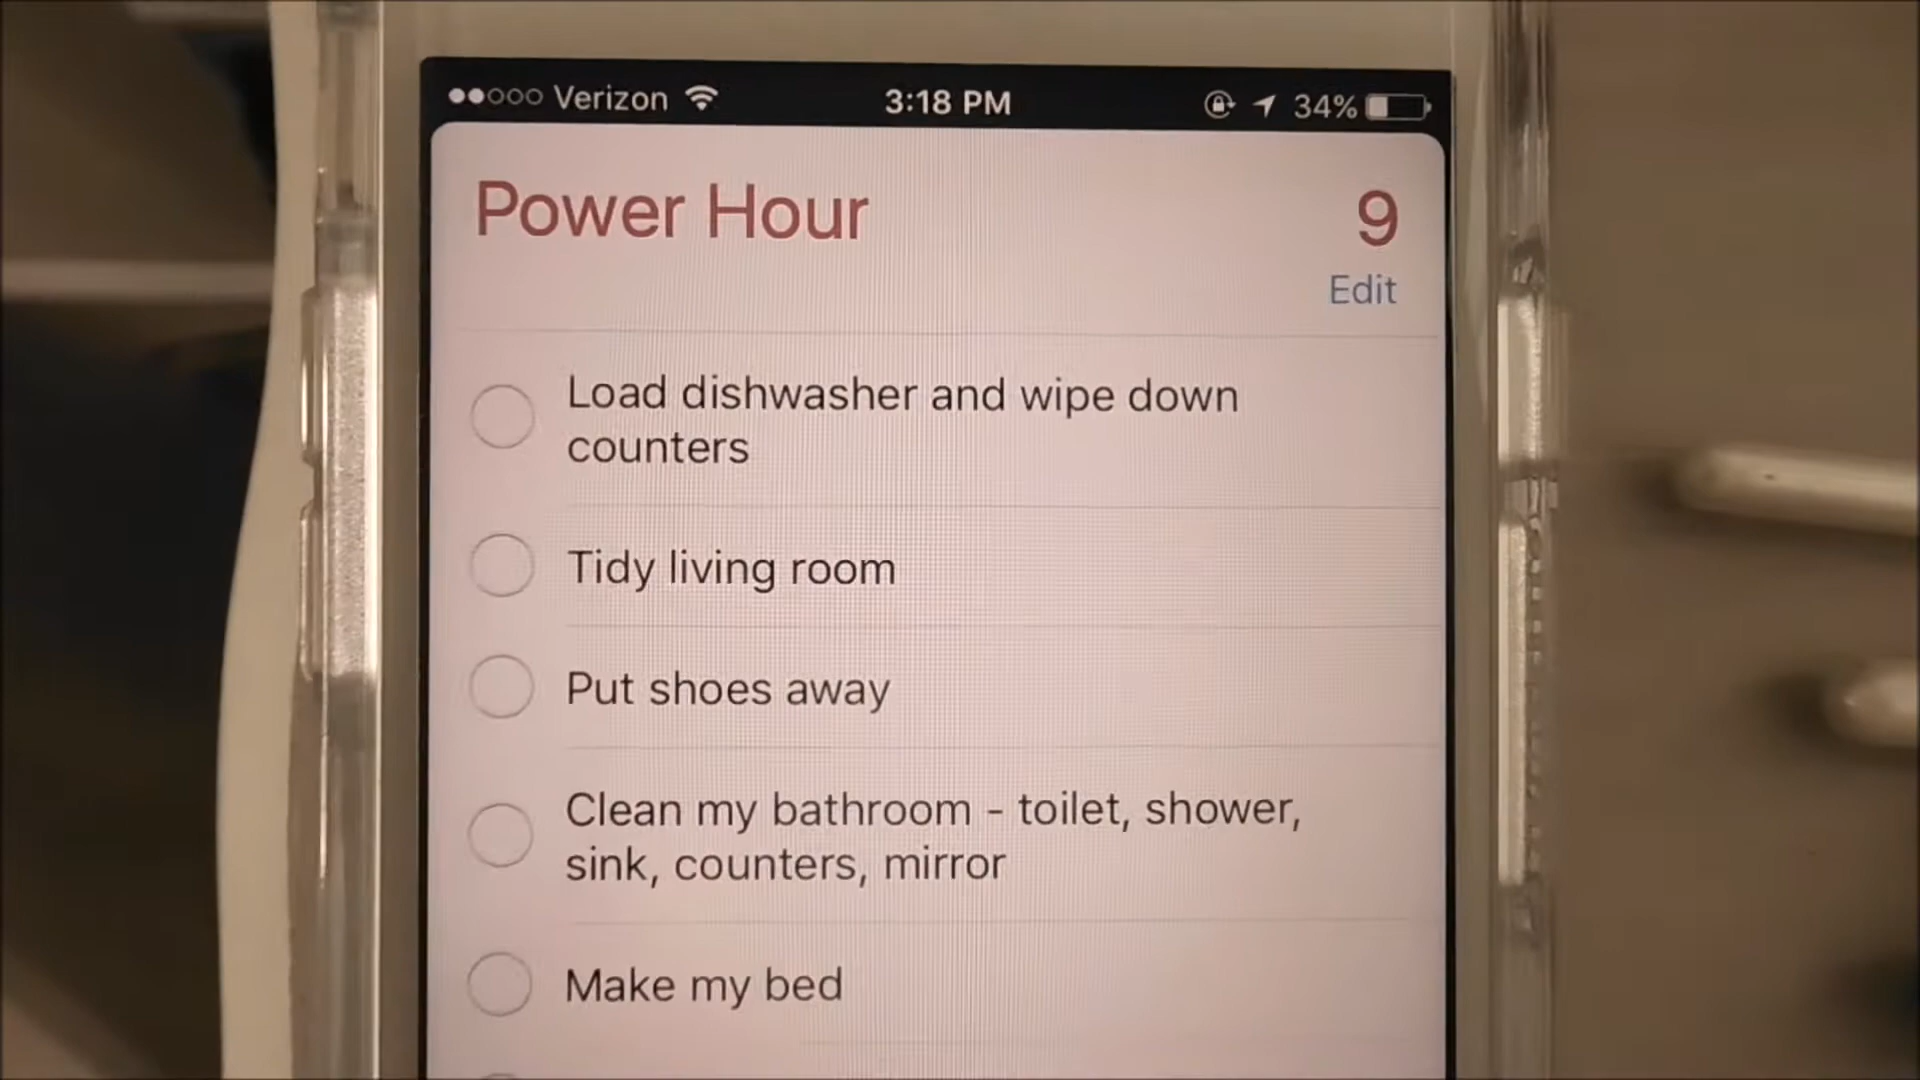 Verizon 3:18 PM 34%
Power Hour 9
Edit
Load dishwasher and wipe down
counters
Tidy living room
Put shoes away
Clean my bathroom - toilet, shower,
sink, counters, mirror
Make my bed